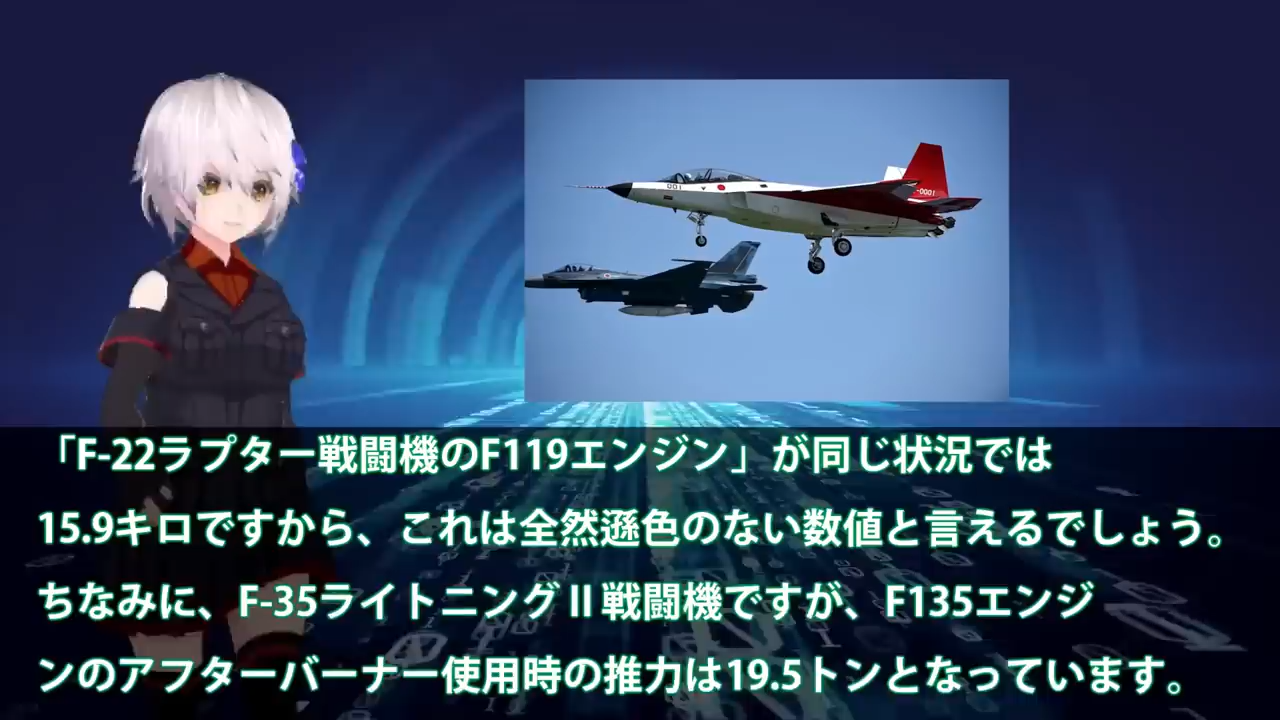 001
-0001
「F-22ラプター戦闘機のF119エンジン」が同じ状況では
15.9キロですから、これは全然遜色のない数値と言えるでしょう。
ちなみに、F-35ライトニングⅡ戦闘機ですが、F135エンジ
ンのアフターバーナー使用時の推力は19.5トンとなっています。